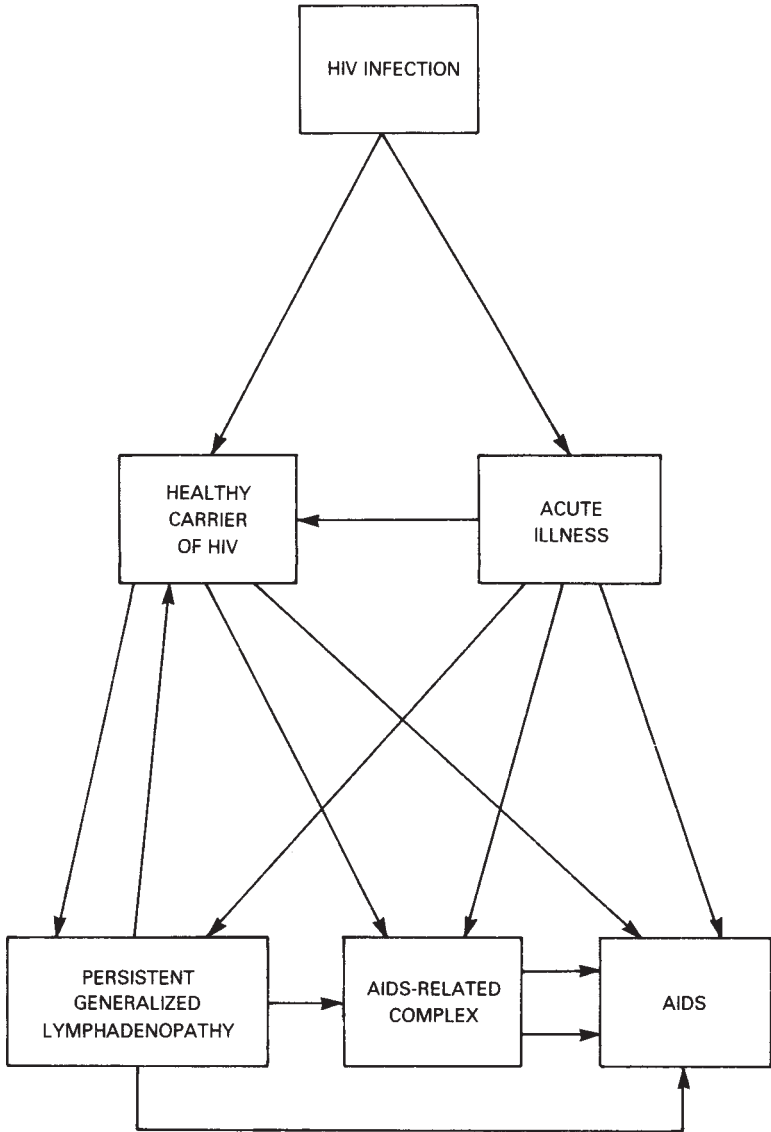 HIV INFECTION
HEALTHY
CARRIER
OF HIV
ACUTE
ILLNESS
PERSISTENT
GENERALIZED
LYMPHADENOPATHY
AIDS-RELATED
COMPLEX
AIDS